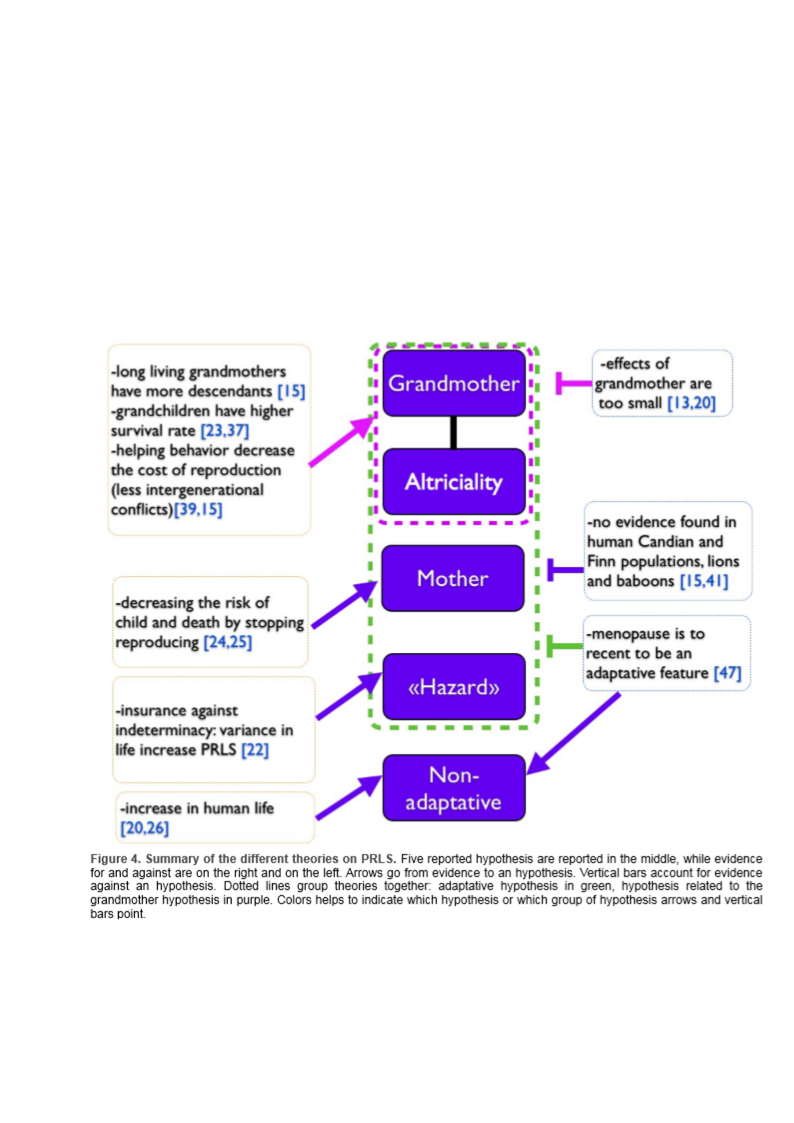 -long living grandmothers
have more descendants [15]
-grandchildren have higher
survival rate [23,37]
-helping behavior decrease
the cost of reproduction
(less intergenerational
conflicts)[39,15]
Grandmother
-effects of
grandmother are
too small [13,20]
Altriciality
-no evidence found in
human Candian and
Finn populations, lions
and baboons [15,41]
Mother
-decreasing the risk of
child and death by stopping
reproducing [24,25]
-menopause is to
recent to be an
adaptative feature [47]
«Hazard»
-insurance against
indeterminacy: variance in
life increase PRLS [22]
Non-
adaptative
-increase in human life
[20,26]
Figure 4. Summary of the different theories on PRLS. Five reported hypothesis are reported in the middle, while evidence
for and against are on the right and on the left. Arrows go from evidence to an hypothesis. Vertical bars account for evidence
against an hypothesis. Dotted lines group theories together: adaptative hypothesis in green, hypothesis related to the
grandmother hypothesis in purple. Colors helps to indicate which hypothesis or which group of hypothesis arrows and vertical
bars point.